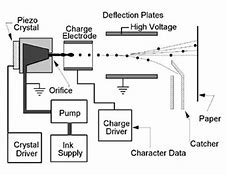 Piezo
Crystal
Charge
Electrode
Deflection Plates
High Voltage
Orifice
Pump
Ink
Supply
Crystal
Driver
Charge
Driver
Character Data
Catcher
Paper